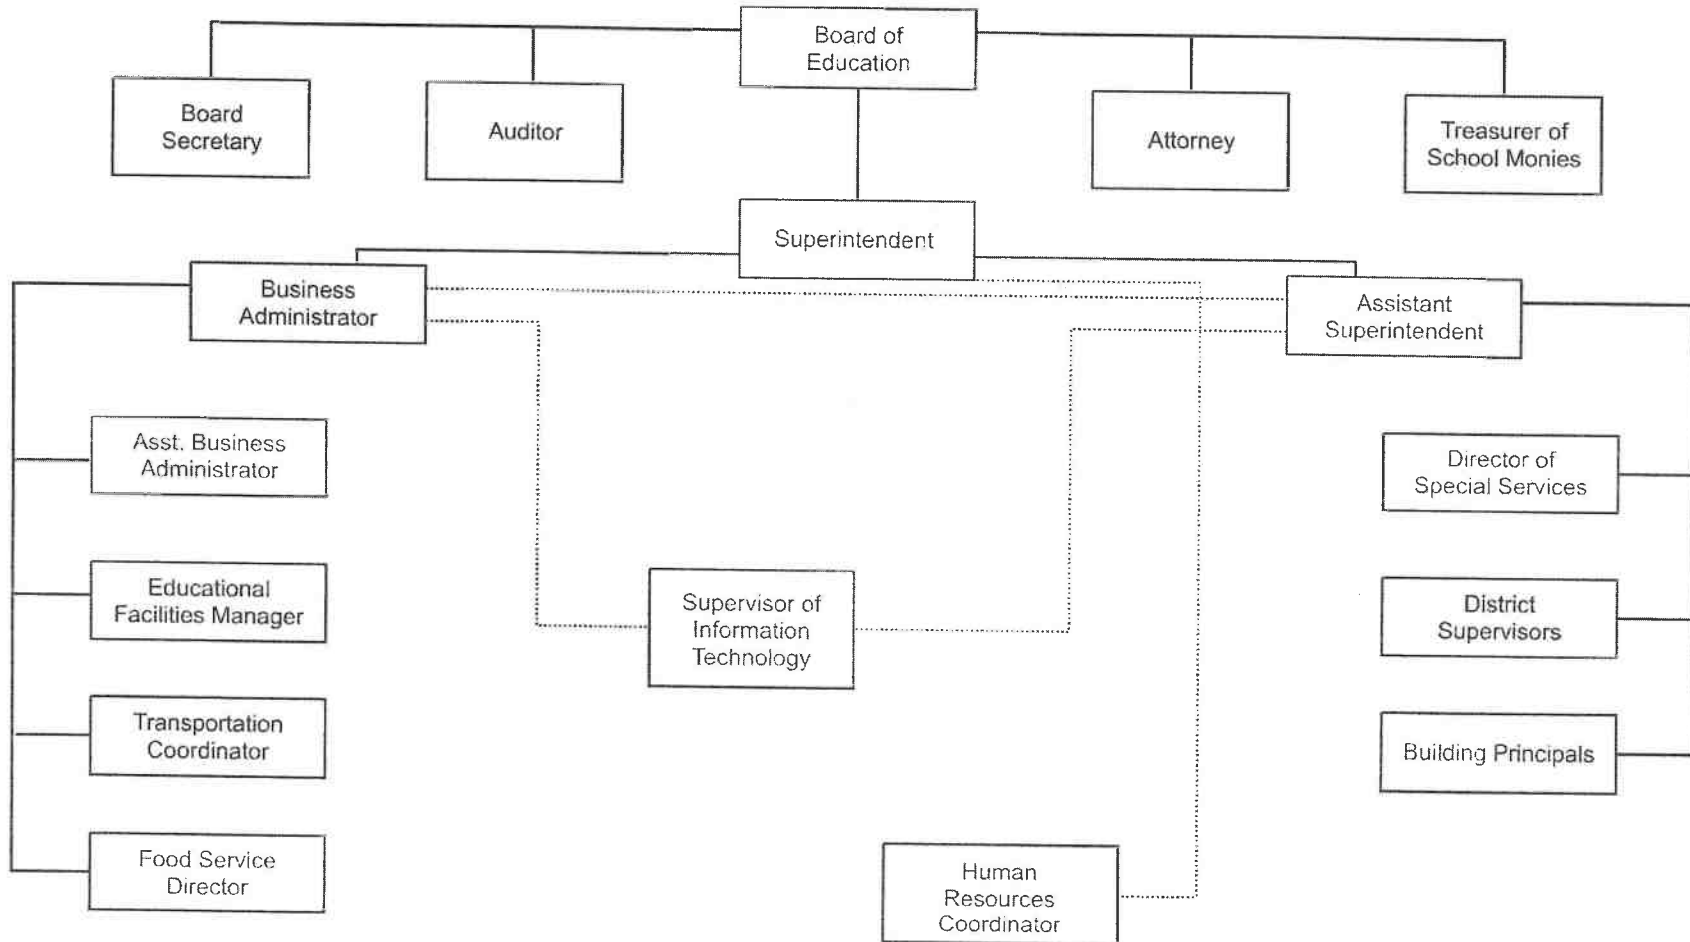 Board of
Education
Board
Secretary
Auditor
Attorney
Treasurer of
School Monies
Superintendent
Business
Administrator
Assistant
Superintendent
Asst. Business
Administrator
Director of
Special Services
Educational
Facilities Manager
Supervisor of
Information
Technology
District
Supervisors
Transportation
Coordinator
Building Principals
Food Service
Director
Human
Resources
Coordinator